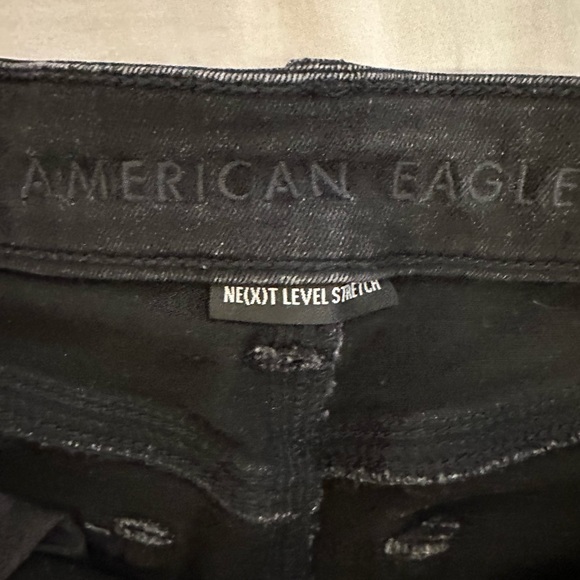 AMERICAN EAGLE
NE(X)T LEVEL STRETCH